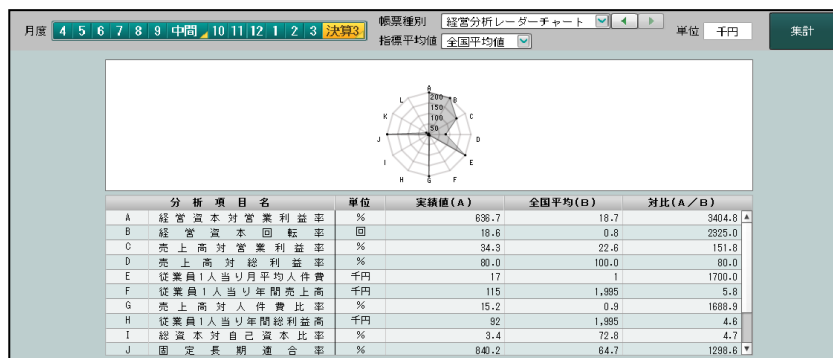 月度 4 5 6 7 8 9 中間 10 11 12 1 2 3 決算3 帳票種別 経営分析レーダーチャート 単位 千円 集計
指標平均値 全国平均値
A
L 200 B
150
K 100 C
50
J D
I E
H F
G
分析項目名 単位 実績値(A) 全国平均(B) 対比(A/B)
A 経営資本対営業利益率 % 636.7 18.7 3404.8
B 経営資本回転率 回 18.6 0.8 2325.0
C 売上高対営業利益率 % 34.3 22.6 151.8
D 売上高対総利益率 % 80.0 100.0 80.0
E 従業員1人当り月平均人件費 千円 17 1 1700.0
F 従業員1人当り年間売上高 千円 115 1,995 5.8
G 売上高対人件費比率 % 15.2 0.9 1688.9
H 従業員1人当り年間総利益高 千円 92 1,995 4.6
I 総資本対自己資本比率 % 3.4 72.8 4.7
J 固定長期適合率 % 840.2 64.7 1298.6